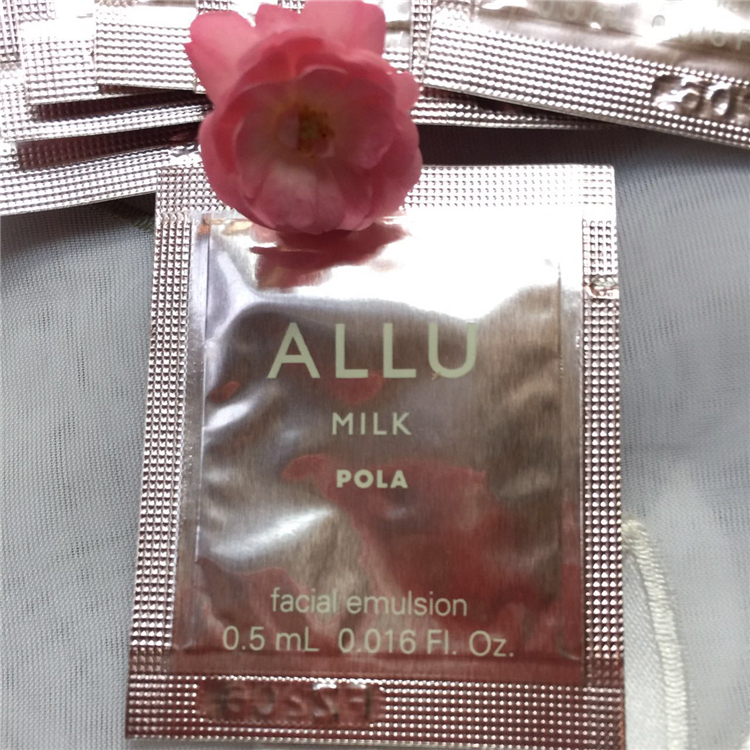 ALLU
MILK
POLA
facial emulsion
0.5 mL 0.016 Fl. Oz.